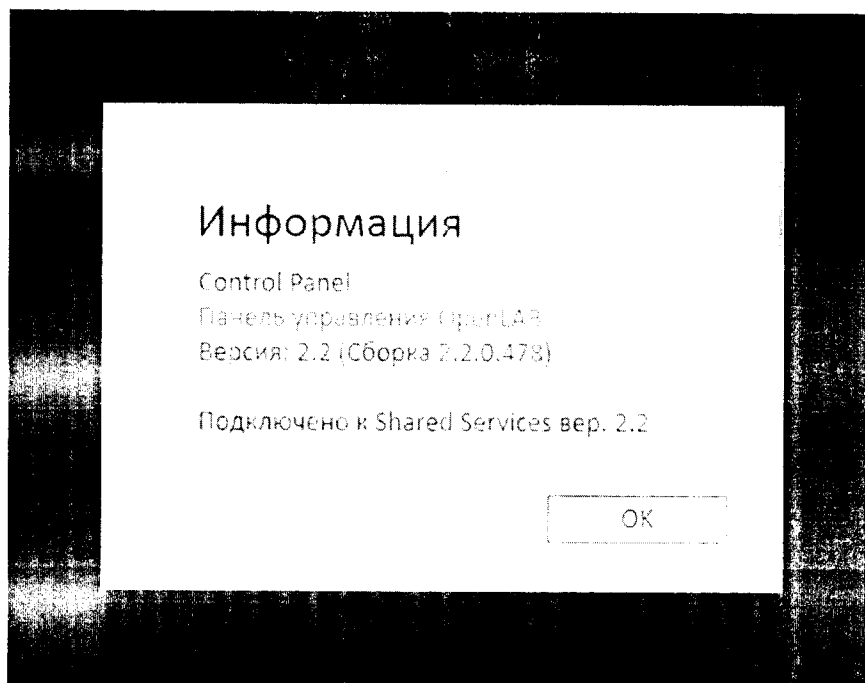 Информация
Control Panel
Панель управления OpenLAB
Версия: 2.2 (Сборка 2.2.0.478)
Подключено к Shared Services вер. 2.2
OK